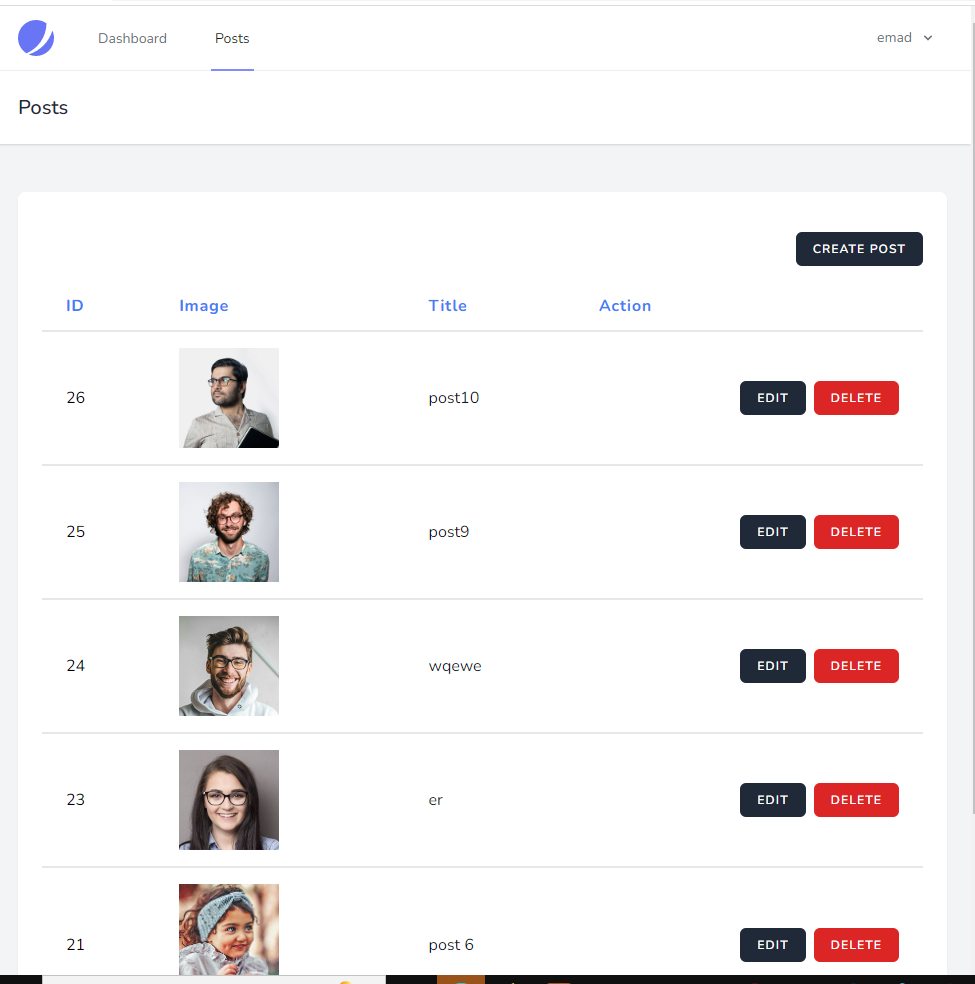 Dashboard Posts emad
Posts
CREATE POST
ID Image Title Action
26 post10 EDIT DELETE
25 post9 EDIT DELETE
24 wqewe EDIT DELETE
23 er EDIT DELETE
21 post 6 EDIT DELETE